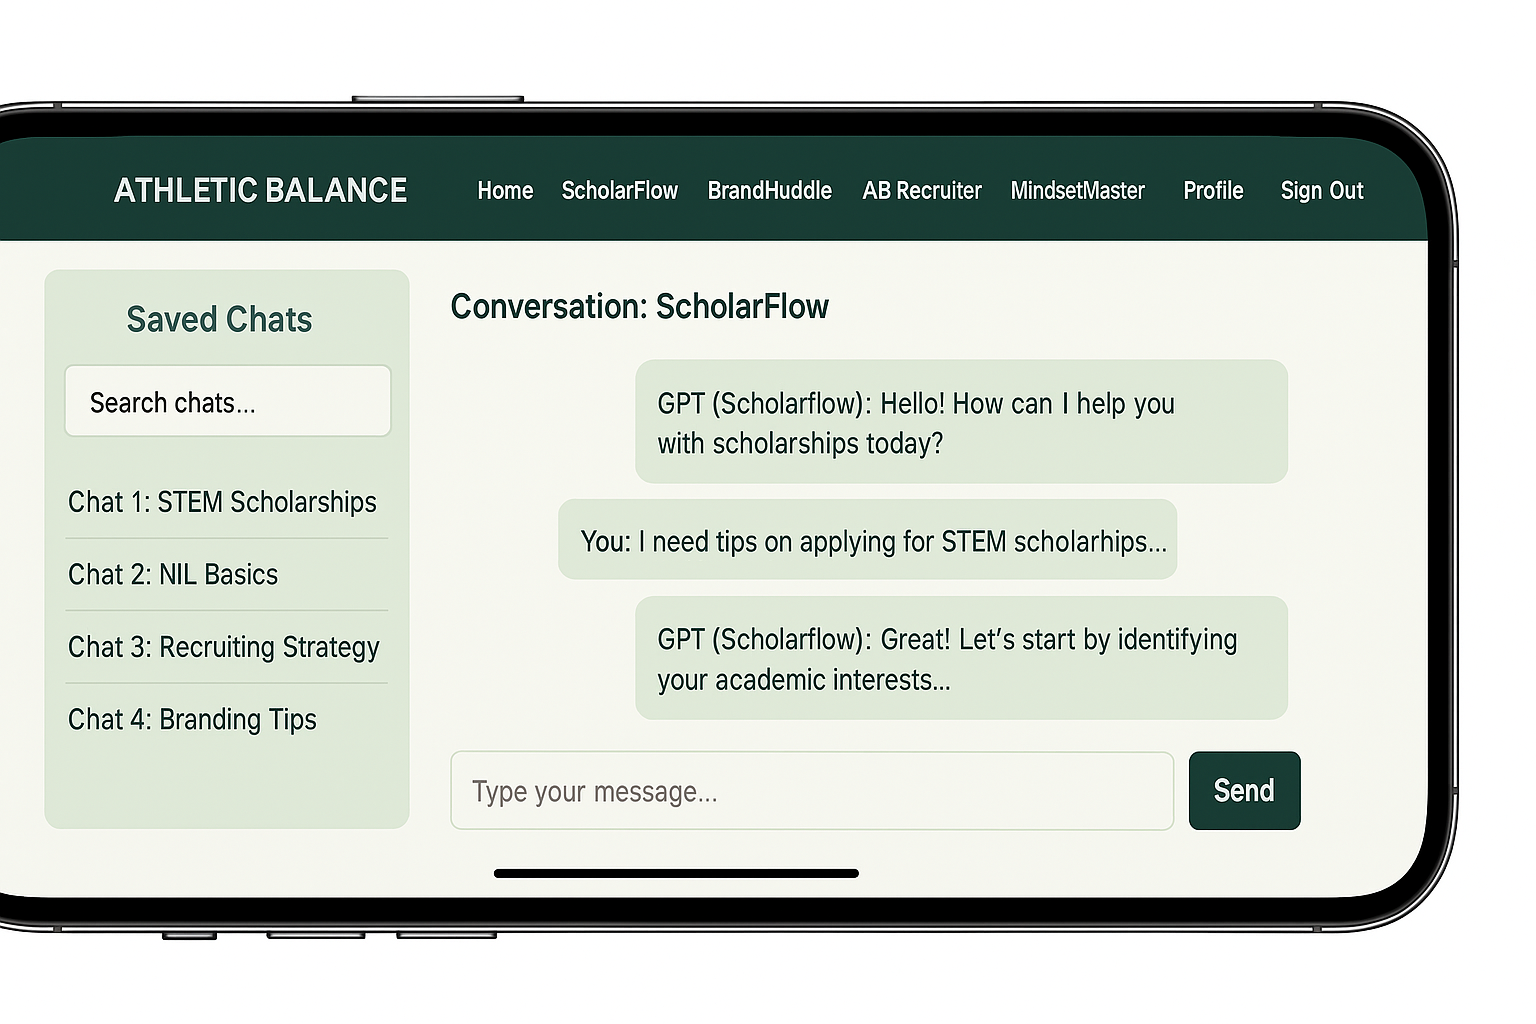 ATHLETIC BALANCE
Home ScholarFlow BrandHuddle AB Recruiter MindsetMaster Profile Sign Out
Saved Chats
Search chats...
Chat 1: STEM Scholarships
Chat 2: NIL Basics
Chat 3: Recruiting Strategy
Chat 4: Branding Tips
Conversation: ScholarFlow
GPT (Scholarflow): Hello! How can I help you
with scholarships today?
You: I need tips on applying for STEM scholarhips...
GPT (Scholarflow): Great! Let’s start by identifying
your academic interests...
Type your message...
Send